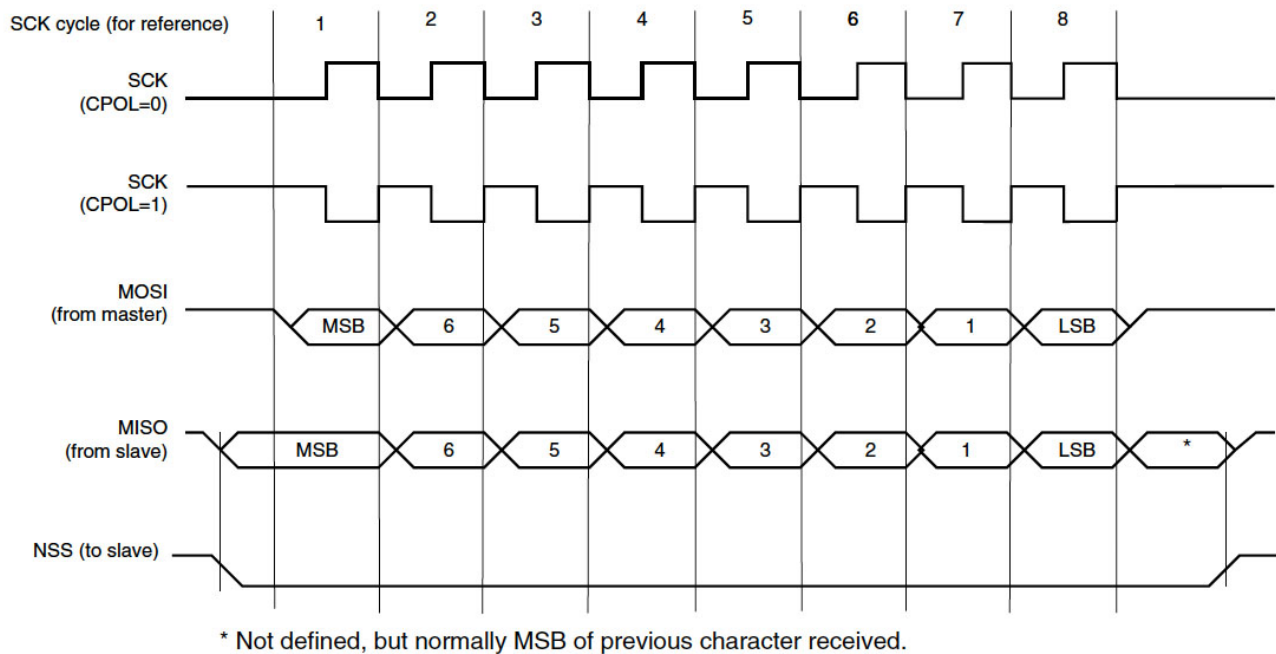 SCK cycle (for reference) 1 2 3 4 5 6 7 8
SCK
(CPOL=0)
SCK
(CPOL=1)
MOSI
(from master) MSB 6 5 4 3 2 1 LSB
MISO
(from slave) MSB 6 5 4 3 2 1 LSB *
NSS (to slave)
* Not defined, but normally MSB of previous character received.